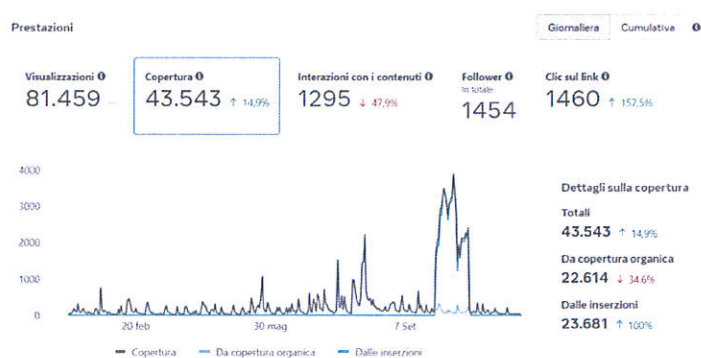 Prestazioni
Giornaliera Cumulativa
Visualizzazioni
81.459 --
Copertura
43.543 ↑ 14,9%
Interazioni con i contenuti
1295 ↓ 47,9%
Follower
In totale
1454
Clic sul link
1460 ↑ 157,5%
4000
3000
2000
1000
0
20 feb 30 mag 7 set
Copertura Da copertura organica Dalle inserzioni
Dettagli sulla copertura
Totali
43.543 ↑ 14,9%
Da copertura organica
22.614 ↓ 34,6%
Dalle inserzioni
23.681 ↑ 100%